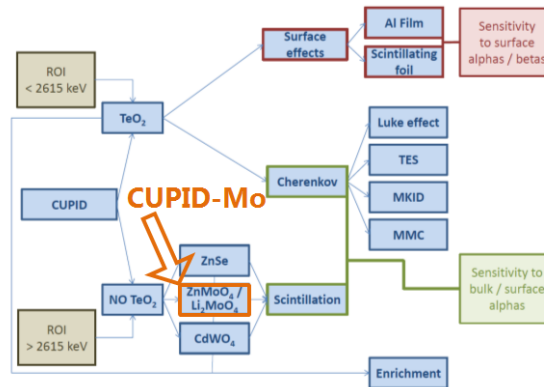 Al Film
Surface
effects
Scintillating
foil
Sensitivity
to surface
alphas / betas
ROI
< 2615 keV
TeO₂
Luke effect
TES
Cherenkov
MKID
MMC
CUPID
CUPID-Mo
ZnSe
NO TeO₂
ZnMoO₄ /
Li₂MoO₄
Scintillation
CdWO₄
Sensitivity to
bulk / surface
alphas
ROI
> 2615 keV
Enrichment